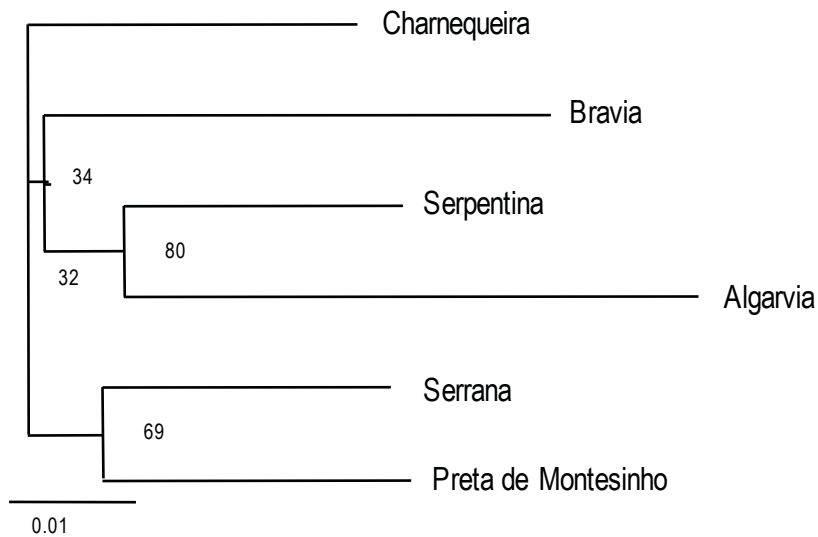 Charnequeira
Bravia
34
Serpentina
80
32
Algarvia
Serrana
69
Preta de Montesinho
0.01